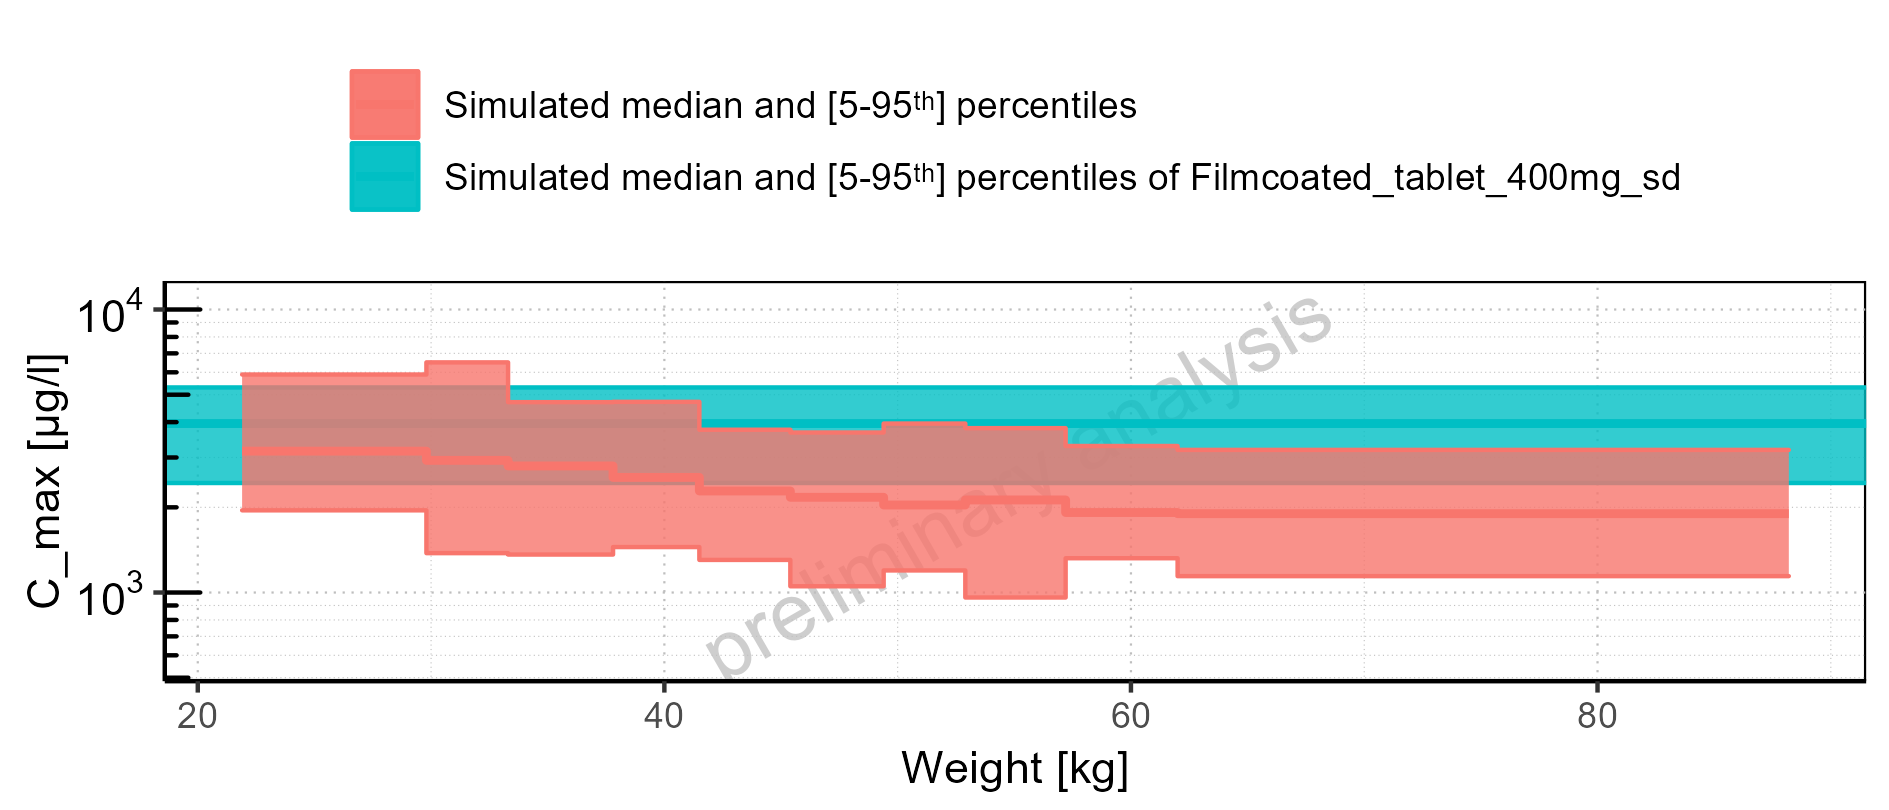 Simulated median and [5-95th] percentiles
Simulated median and [5-95th] percentiles of Filmcoated_tablet_400mg_sd
10^4
10^3
C_max [µg/l]
preliminary analysis
20 40 60 80
Weight [kg]